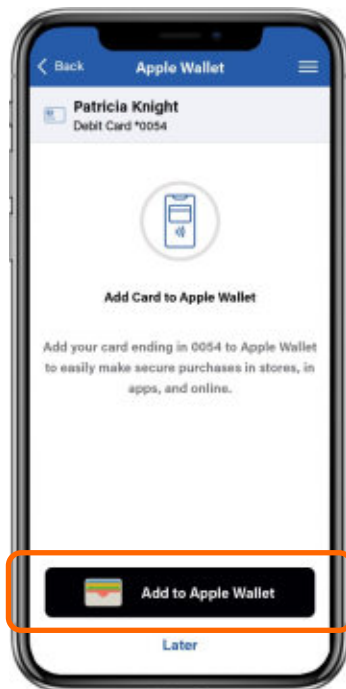 Back
Apple Wallet
Patricia Knight
Debit Card *0054
Add Card to Apple Wallet
Add your card ending in 0054 to Apple Wallet
to easily make secure purchases in stores, in
apps, and online.
Add to Apple Wallet
Later